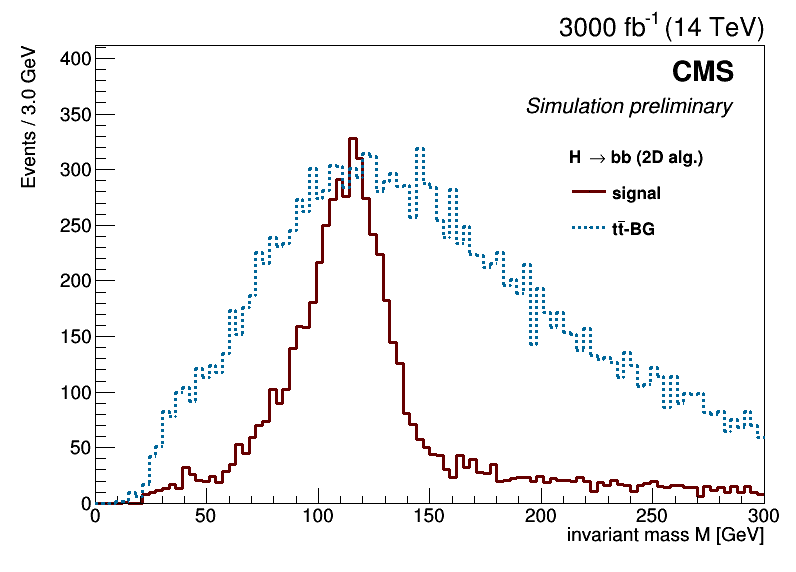 3000 fb⁻¹ (14 TeV)
Events / 3.0 GeV
CMS
Simulation preliminary
H → bb (2D alg.)
signal
tt̄-BG
400
350
300
250
200
150
100
50
0
0 50 100 150 200 250 300
invariant mass M [GeV]